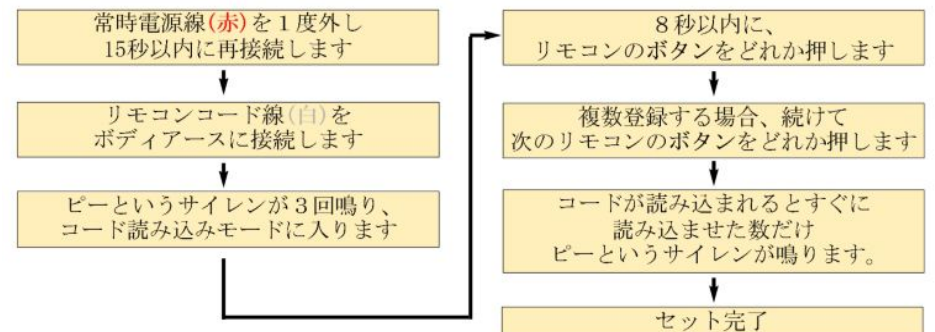 常時電源線(赤)を１度外し
15秒以内に再接続します
リモコンコード線(白)を
ボディアースに接続します
ピーというサイレンが３回鳴り、
コード読み込みモードに入ります
８秒以内に、
リモコンのボタンをどれか押します
複数登録する場合、続けて
次のリモコンのボタンをどれか押します
コードが読み込まれるとすぐに
読み込ませた数だけ
ピーというサイレンが鳴ります。
セット完了